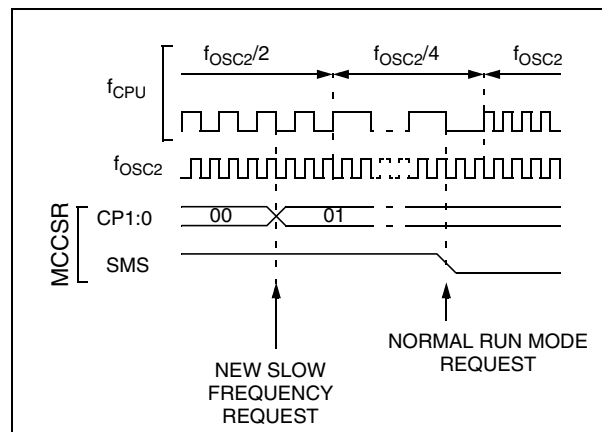 fOSC2/2 fOSC2/4 fOSC2
fCPU
fOSC2
MCCSR
CP1:0 00 01
SMS
NEW SLOW
FREQUENCY
REQUEST
NORMAL RUN MODE
REQUEST